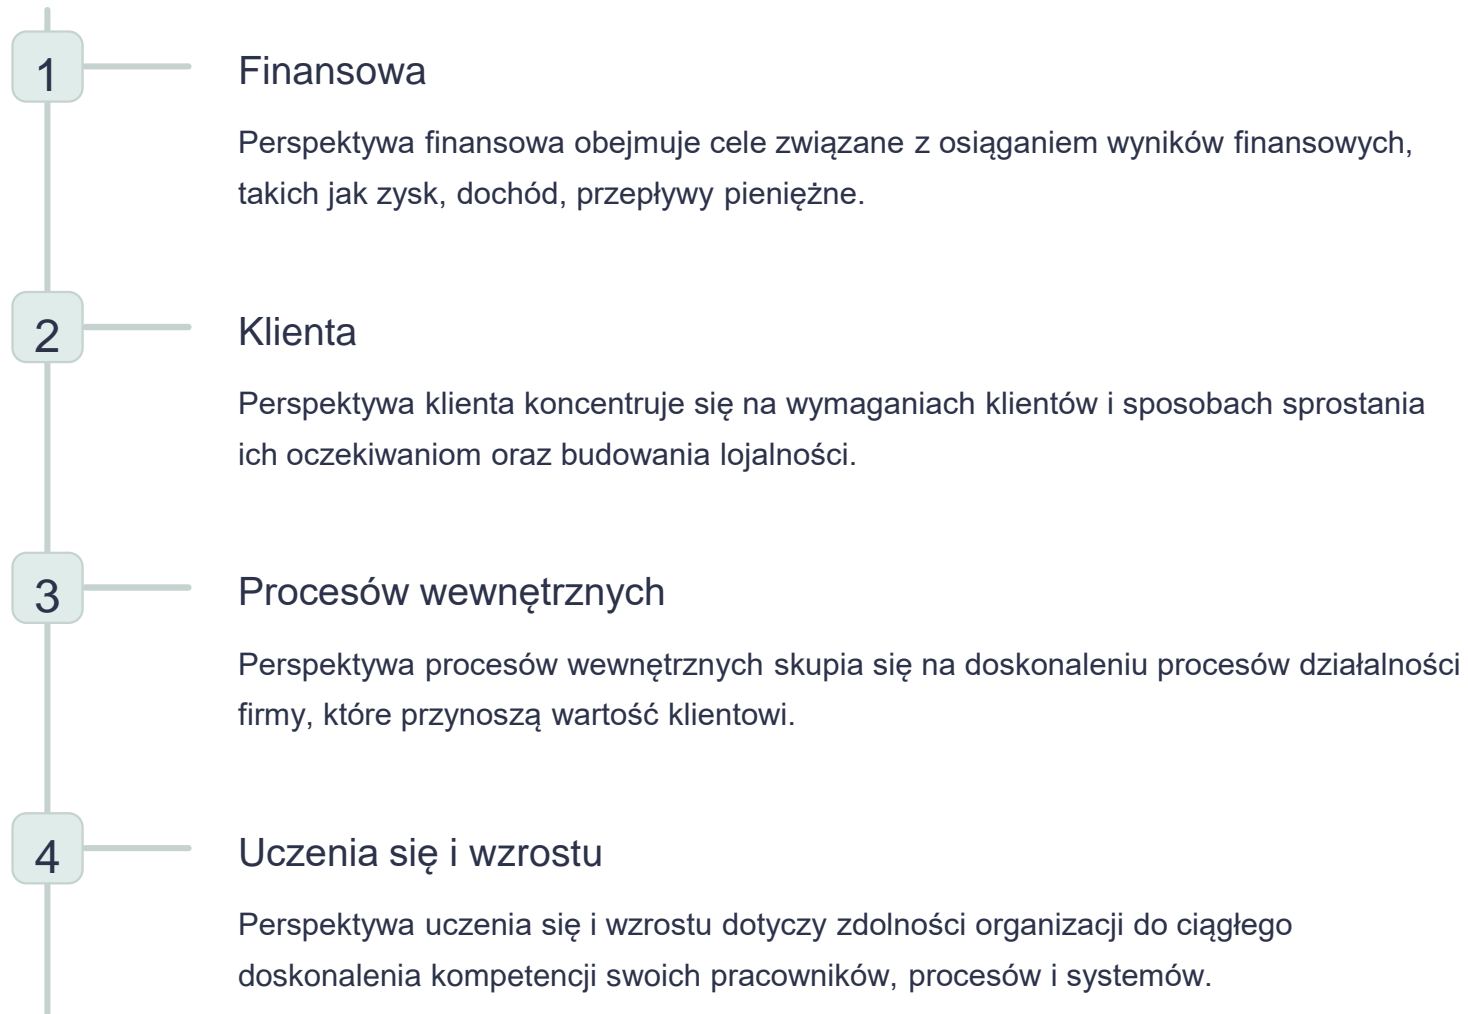 1
Finansowa
Perspektywa finansowa obejmuje cele związane z osiąganiem wyników finansowych,
takich jak zysk, dochód, przepływy pieniężne.
2
Klienta
Perspektywa klienta koncentruje się na wymaganiach klientów i sposobach sprostania
ich oczekiwaniom oraz budowania lojalności.
3
Procesów wewnętrznych
Perspektywa procesów wewnętrznych skupia się na doskonaleniu procesów działalności
firmy, które przynoszą wartość klientowi.
4
Uczenia się i wzrostu
Perspektywa uczenia się i wzrostu dotyczy zdolności organizacji do ciągłego
doskonalenia kompetencji swoich pracowników, procesów i systemów.